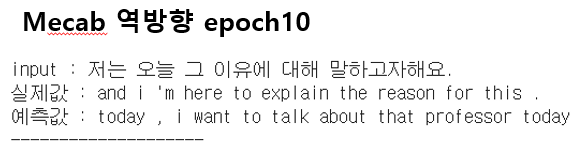 Mecab 역방향 epoch10
input : 저는 오늘 그 이유에 대해 말하고자해요.
실제값 : and i 'm here to explain the reason for this .
예측값 : today , i want to talk about that professor today
--------------------